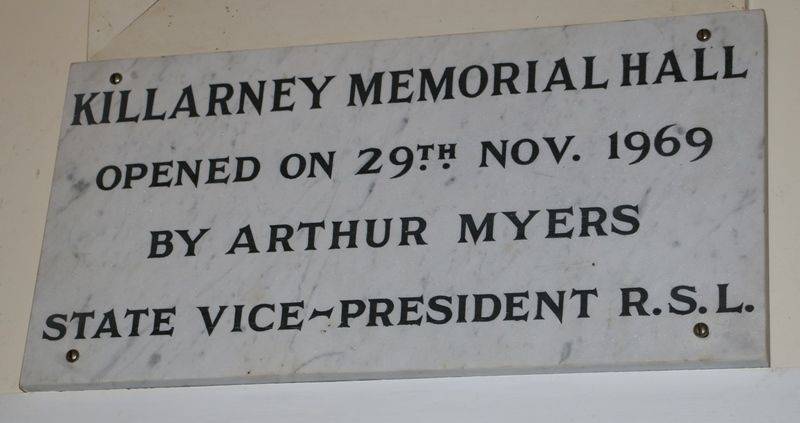 KILLARNEY MEMORIAL HALL
OPENED ON 29TH NOV. 1969
BY ARTHUR MYERS
STATE VICE~PRESIDENT R.S.L.